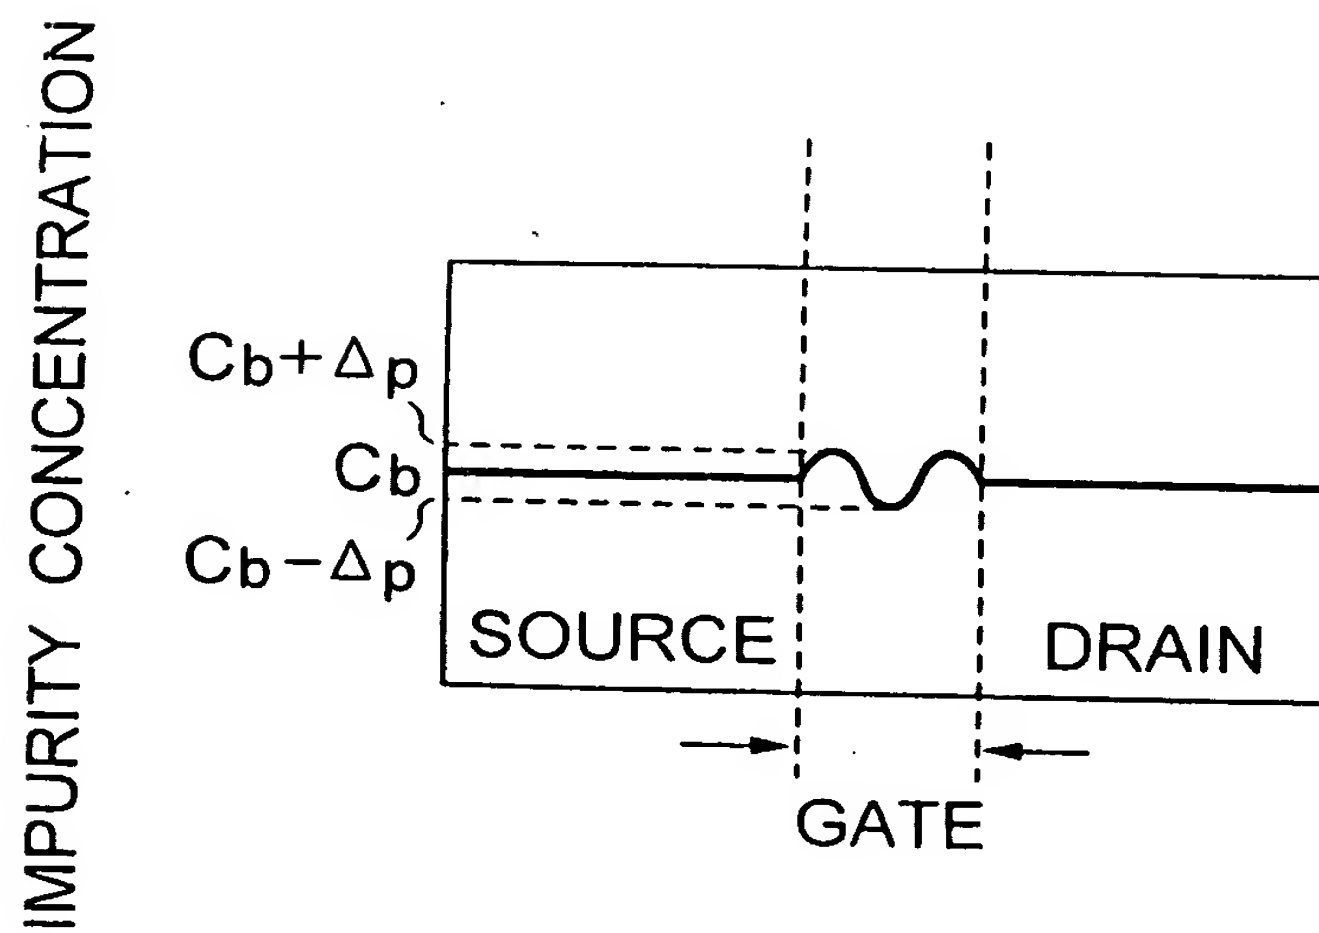 IMPURITY CONCENTRATION
Cb+Δp
Cb
Cb−Δp
SOURCE
DRAIN
GATE